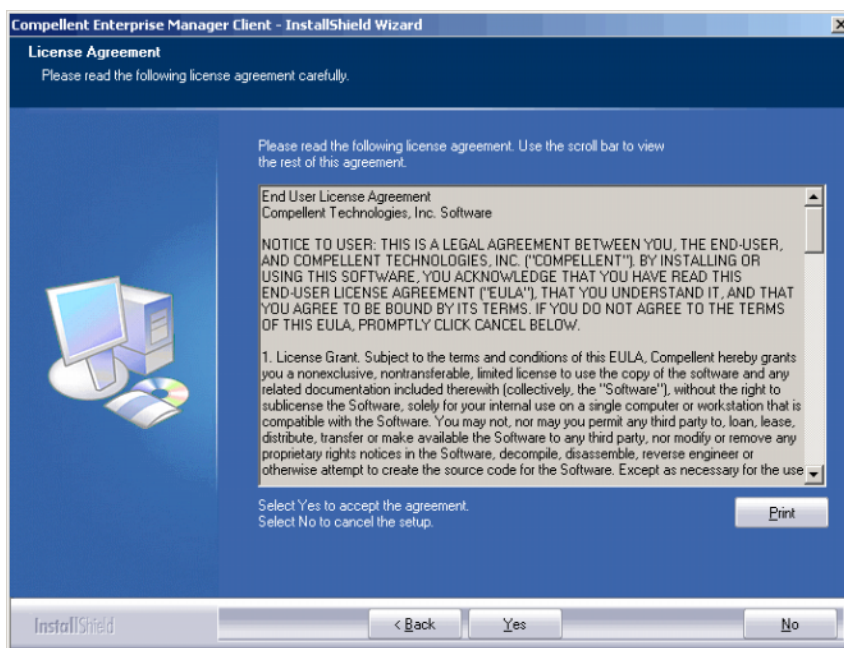 Compellent Enterprise Manager Client - InstallShield Wizard
License Agreement
Please read the following license agreement carefully.
Please read the following license agreement. Use the scroll bar to view
the rest of this agreement.
End User License Agreement
Compellent Technologies, Inc. Software
NOTICE TO USER: THIS IS A LEGAL AGREEMENT BETWEEN YOU, THE END-USER,
AND COMPELLENT TECHNOLOGIES, INC. ("COMPELLENT"). BY INSTALLING OR
USING THIS SOFTWARE, YOU ACKNOWLEDGE THAT YOU HAVE READ THIS
END-USER LICENSE AGREEMENT ("EULA"), THAT YOU UNDERSTAND IT, AND THAT
YOU AGREE TO BE BOUND BY ITS TERMS. IF YOU DO NOT AGREE TO THE TERMS
OF THIS EULA, PROMPTLY CLICK CANCEL BELOW.
1. License Grant. Subject to the terms and conditions of this EULA, Compellent hereby grants
you a nonexclusive, nontransferable, limited license to use the copy of the software and any
related documentation included therewith (collectively, the "Software"), without the right to
sublicense the Software, solely for your internal use on a single computer or workstation that is
compatible with the Software. You may not, nor may you permit any third party to, loan, lease,
distribute, transfer or make available the Software to any third party, nor modify or remove any
proprietary rights notices in the Software, decompile, disassemble, reverse engineer or
otherwise attempt to create the source code for the Software. Except as necessary for the use
Select Yes to accept the agreement.
Select No to cancel the setup.
Print
InstallShield
< Back
Yes
No